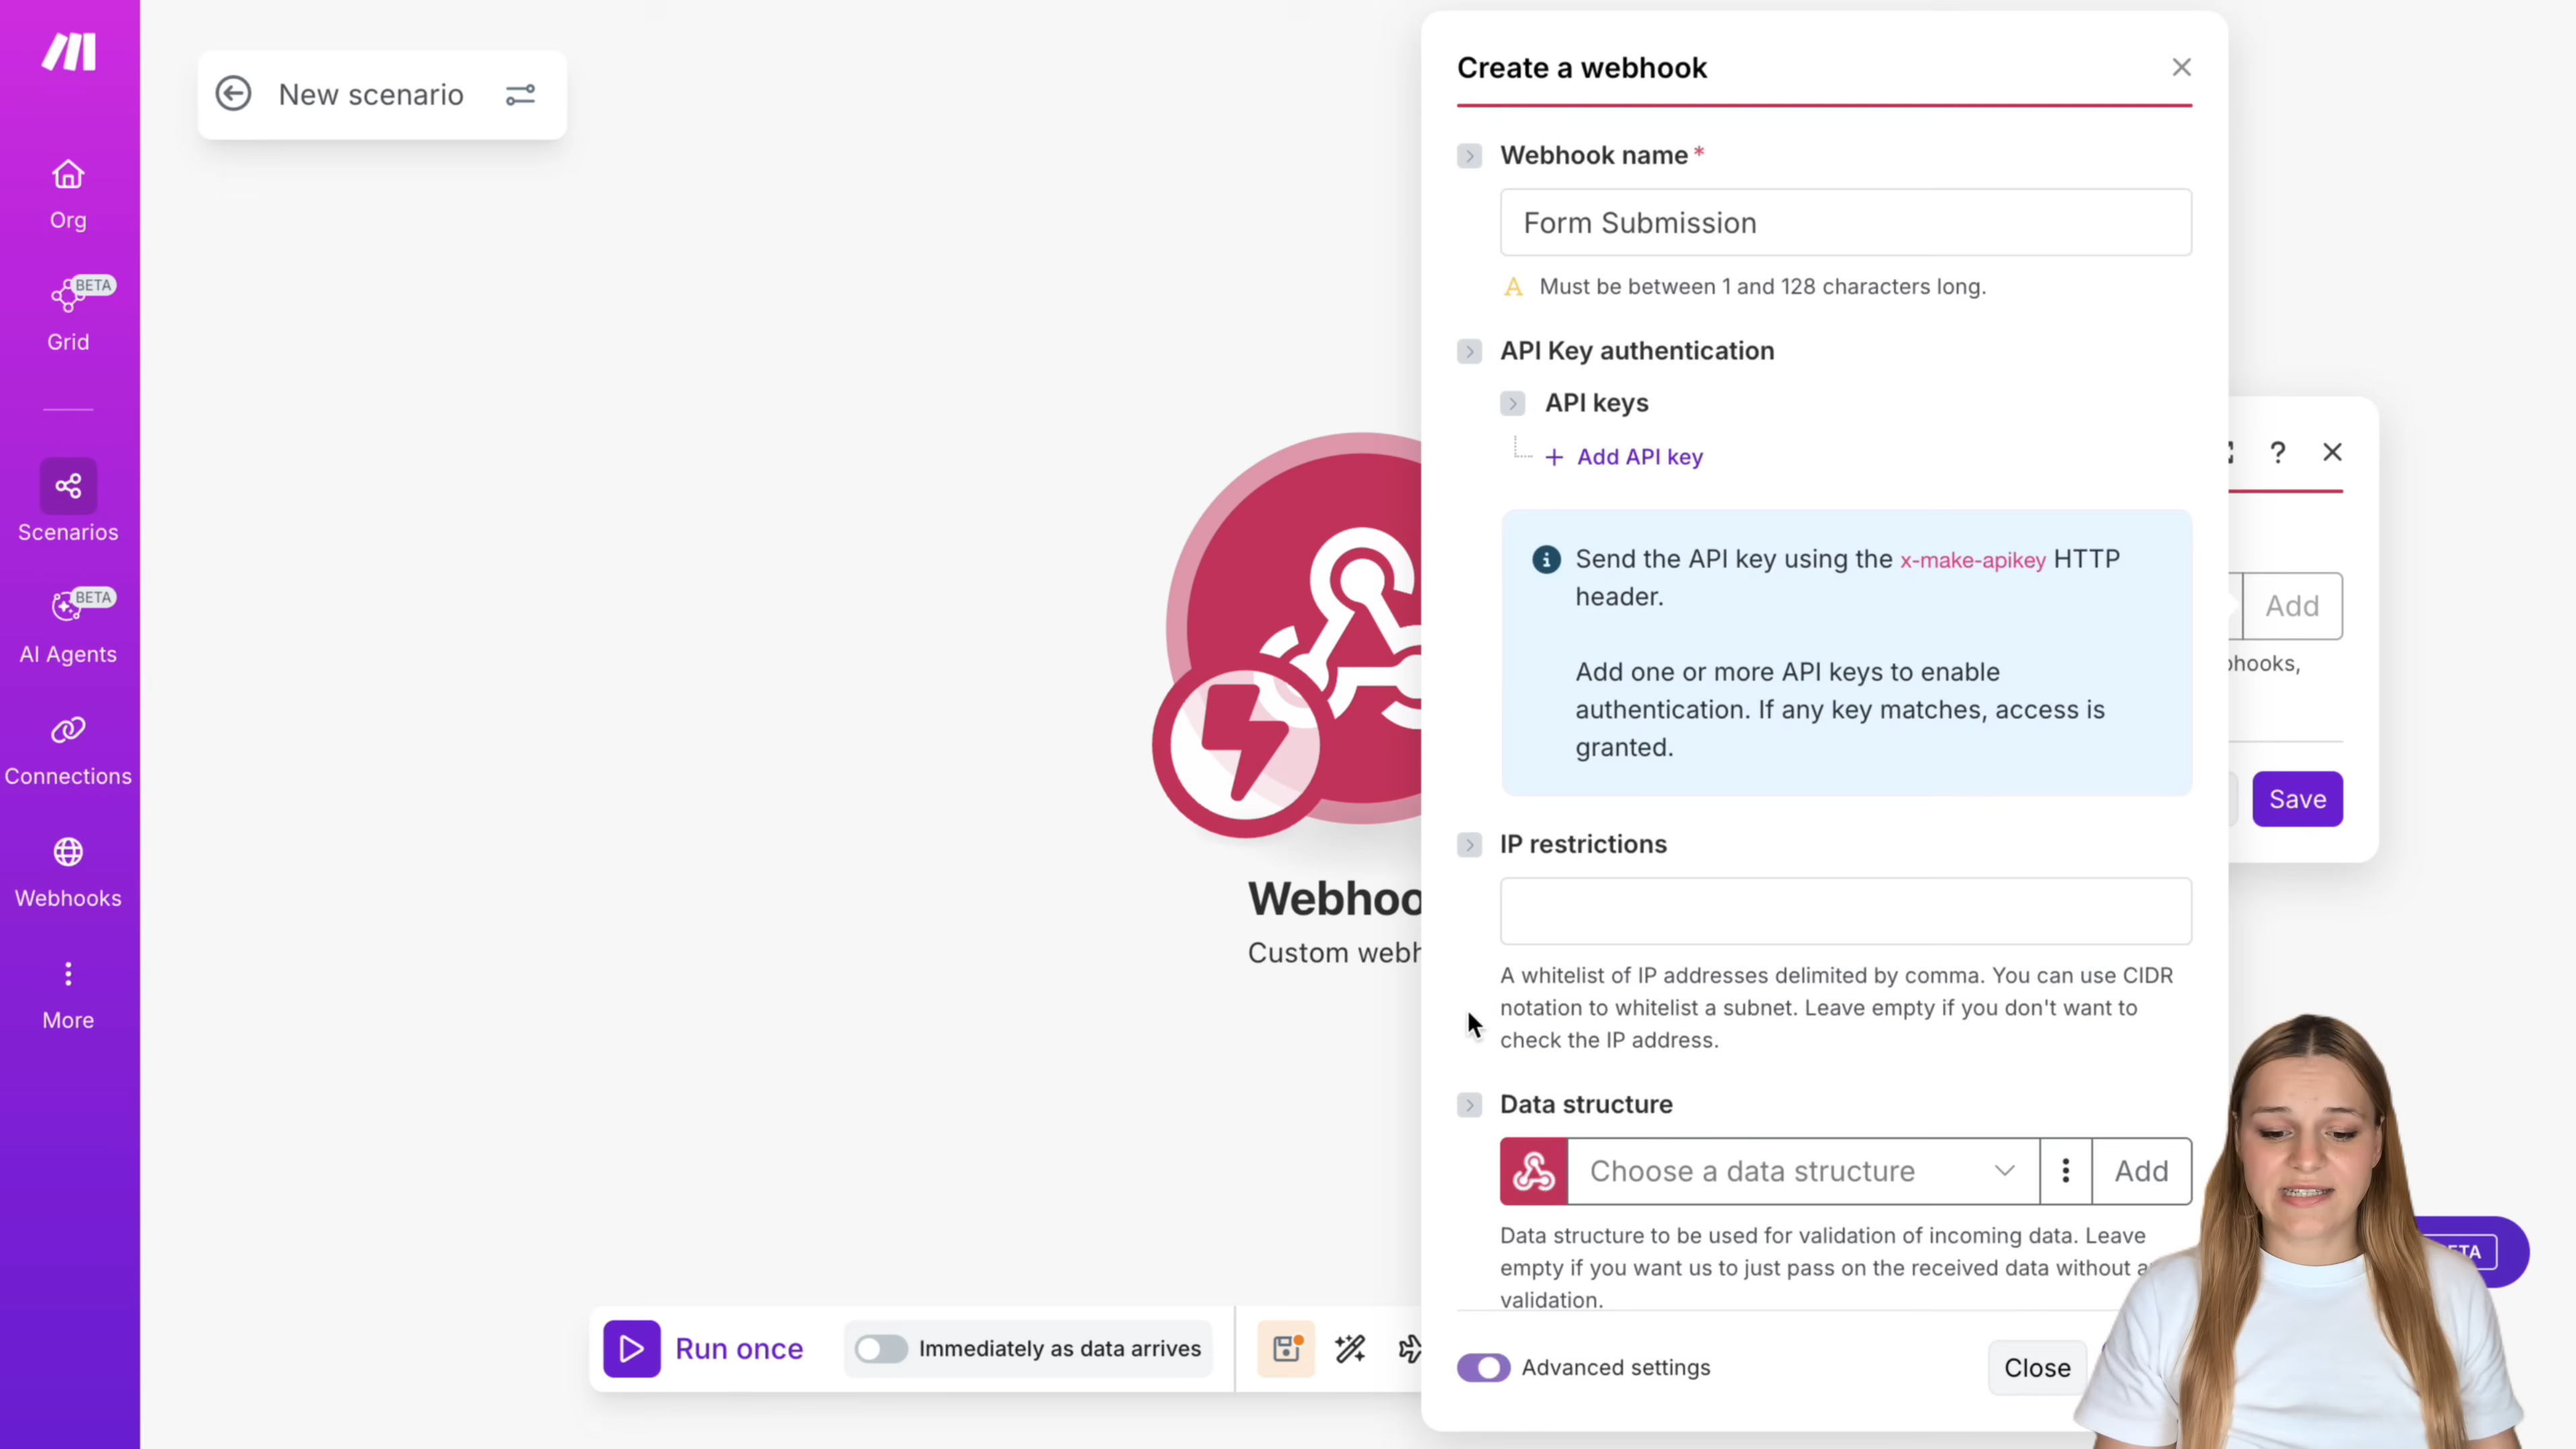 New scenario
Org
BETA
Grid
Scenarios
BETA
AI Agents
Connections
Webhooks
More
Custom
Run once
Immediately as data arrives
Create a webhook
Webhook name *
Form Submission
Must be between 1 and 128 characters long.
API Key authentication
API keys
+ Add API key
Send the API key using the x-make-apikey HTTP
header.
Add one or more API keys to enable
authentication. If any key matches, access is
granted.
IP restrictions
A whitelist of IP addresses delimited by comma. You can use CIDR
notation to whitelist a subnet. Leave empty if you don't want to
check the IP address.
Data structure
Choose a data structure
Add
Data structure to be used for validation of incoming data. Leave
empty if you want us to just pass on the received data without
validation.
Advanced settings
Close
?
Add
Save